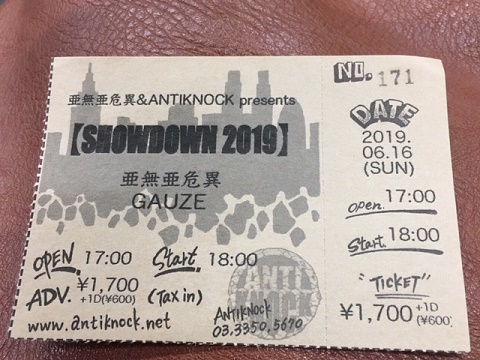 亜無亜危異&ANTIKNOCK presents
【SHOWDOWN 2019】
亜無亜危異
GAUZE
OPEN 17:00 Start 18:00
ADV. ¥1,700 +1D(¥600) (Tax in)
www.antiknock.net
ANTI KNOCK
ANTIKNOCK
03.3350.5670
NO. 171
DATE
2019.
06.16
(SUN)
open. 17:00
Start. 18:00
"TICKET"
¥1,700 +1D (¥600)